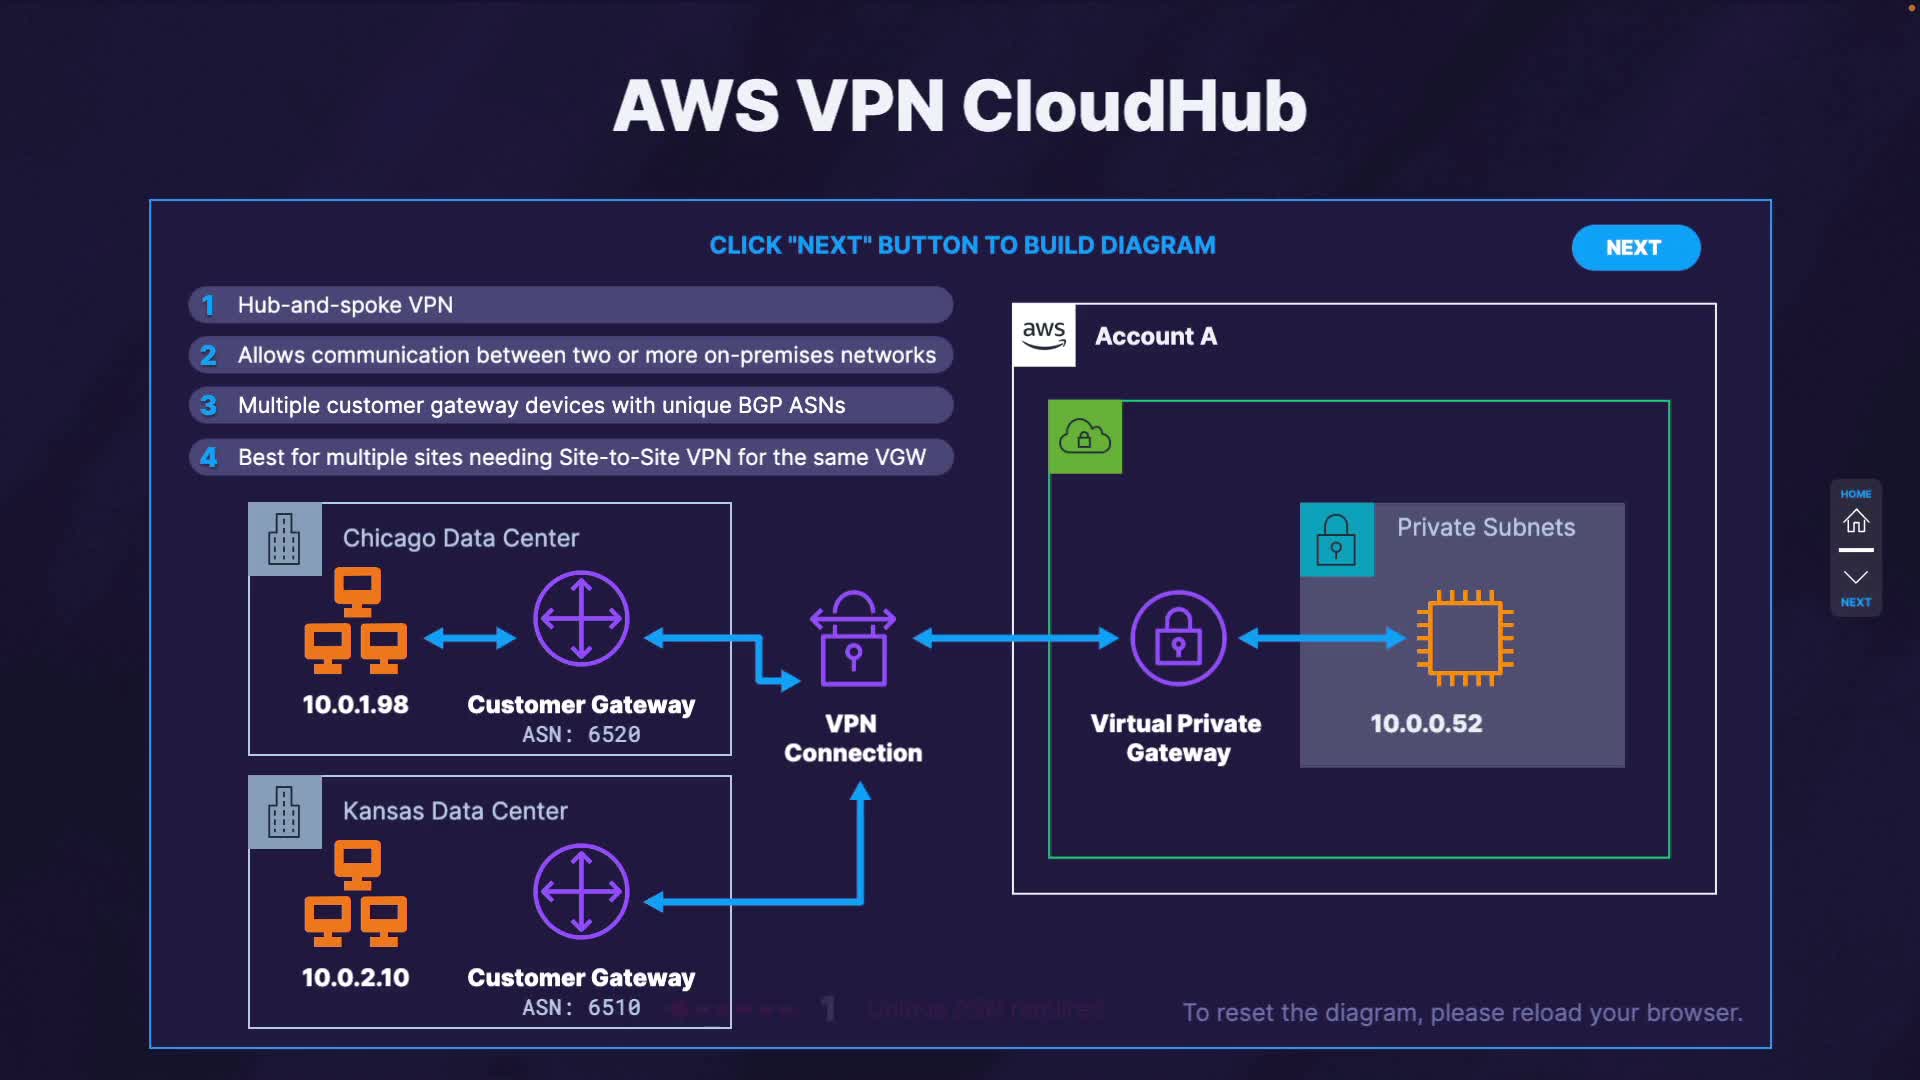 AWS VPN CloudHub
CLICK "NEXT" BUTTON TO BUILD DIAGRAM
NEXT
1 Hub-and-spoke VPN
2 Allows communication between two or more on-premises networks
3 Multiple customer gateway devices with unique BGP ASNs
4 Best for multiple sites needing Site-to-Site VPN for the same VGW
aws
Account A
Chicago Data Center
10.0.1.98
Customer Gateway
ASN: 6520
VPN
Connection
Virtual Private
Gateway
Private Subnets
10.0.0.52
Kansas Data Center
10.0.2.10
Customer Gateway
ASN: 6510
1 Unique ASN required
To reset the diagram, please reload your browser.
HOME
NEXT